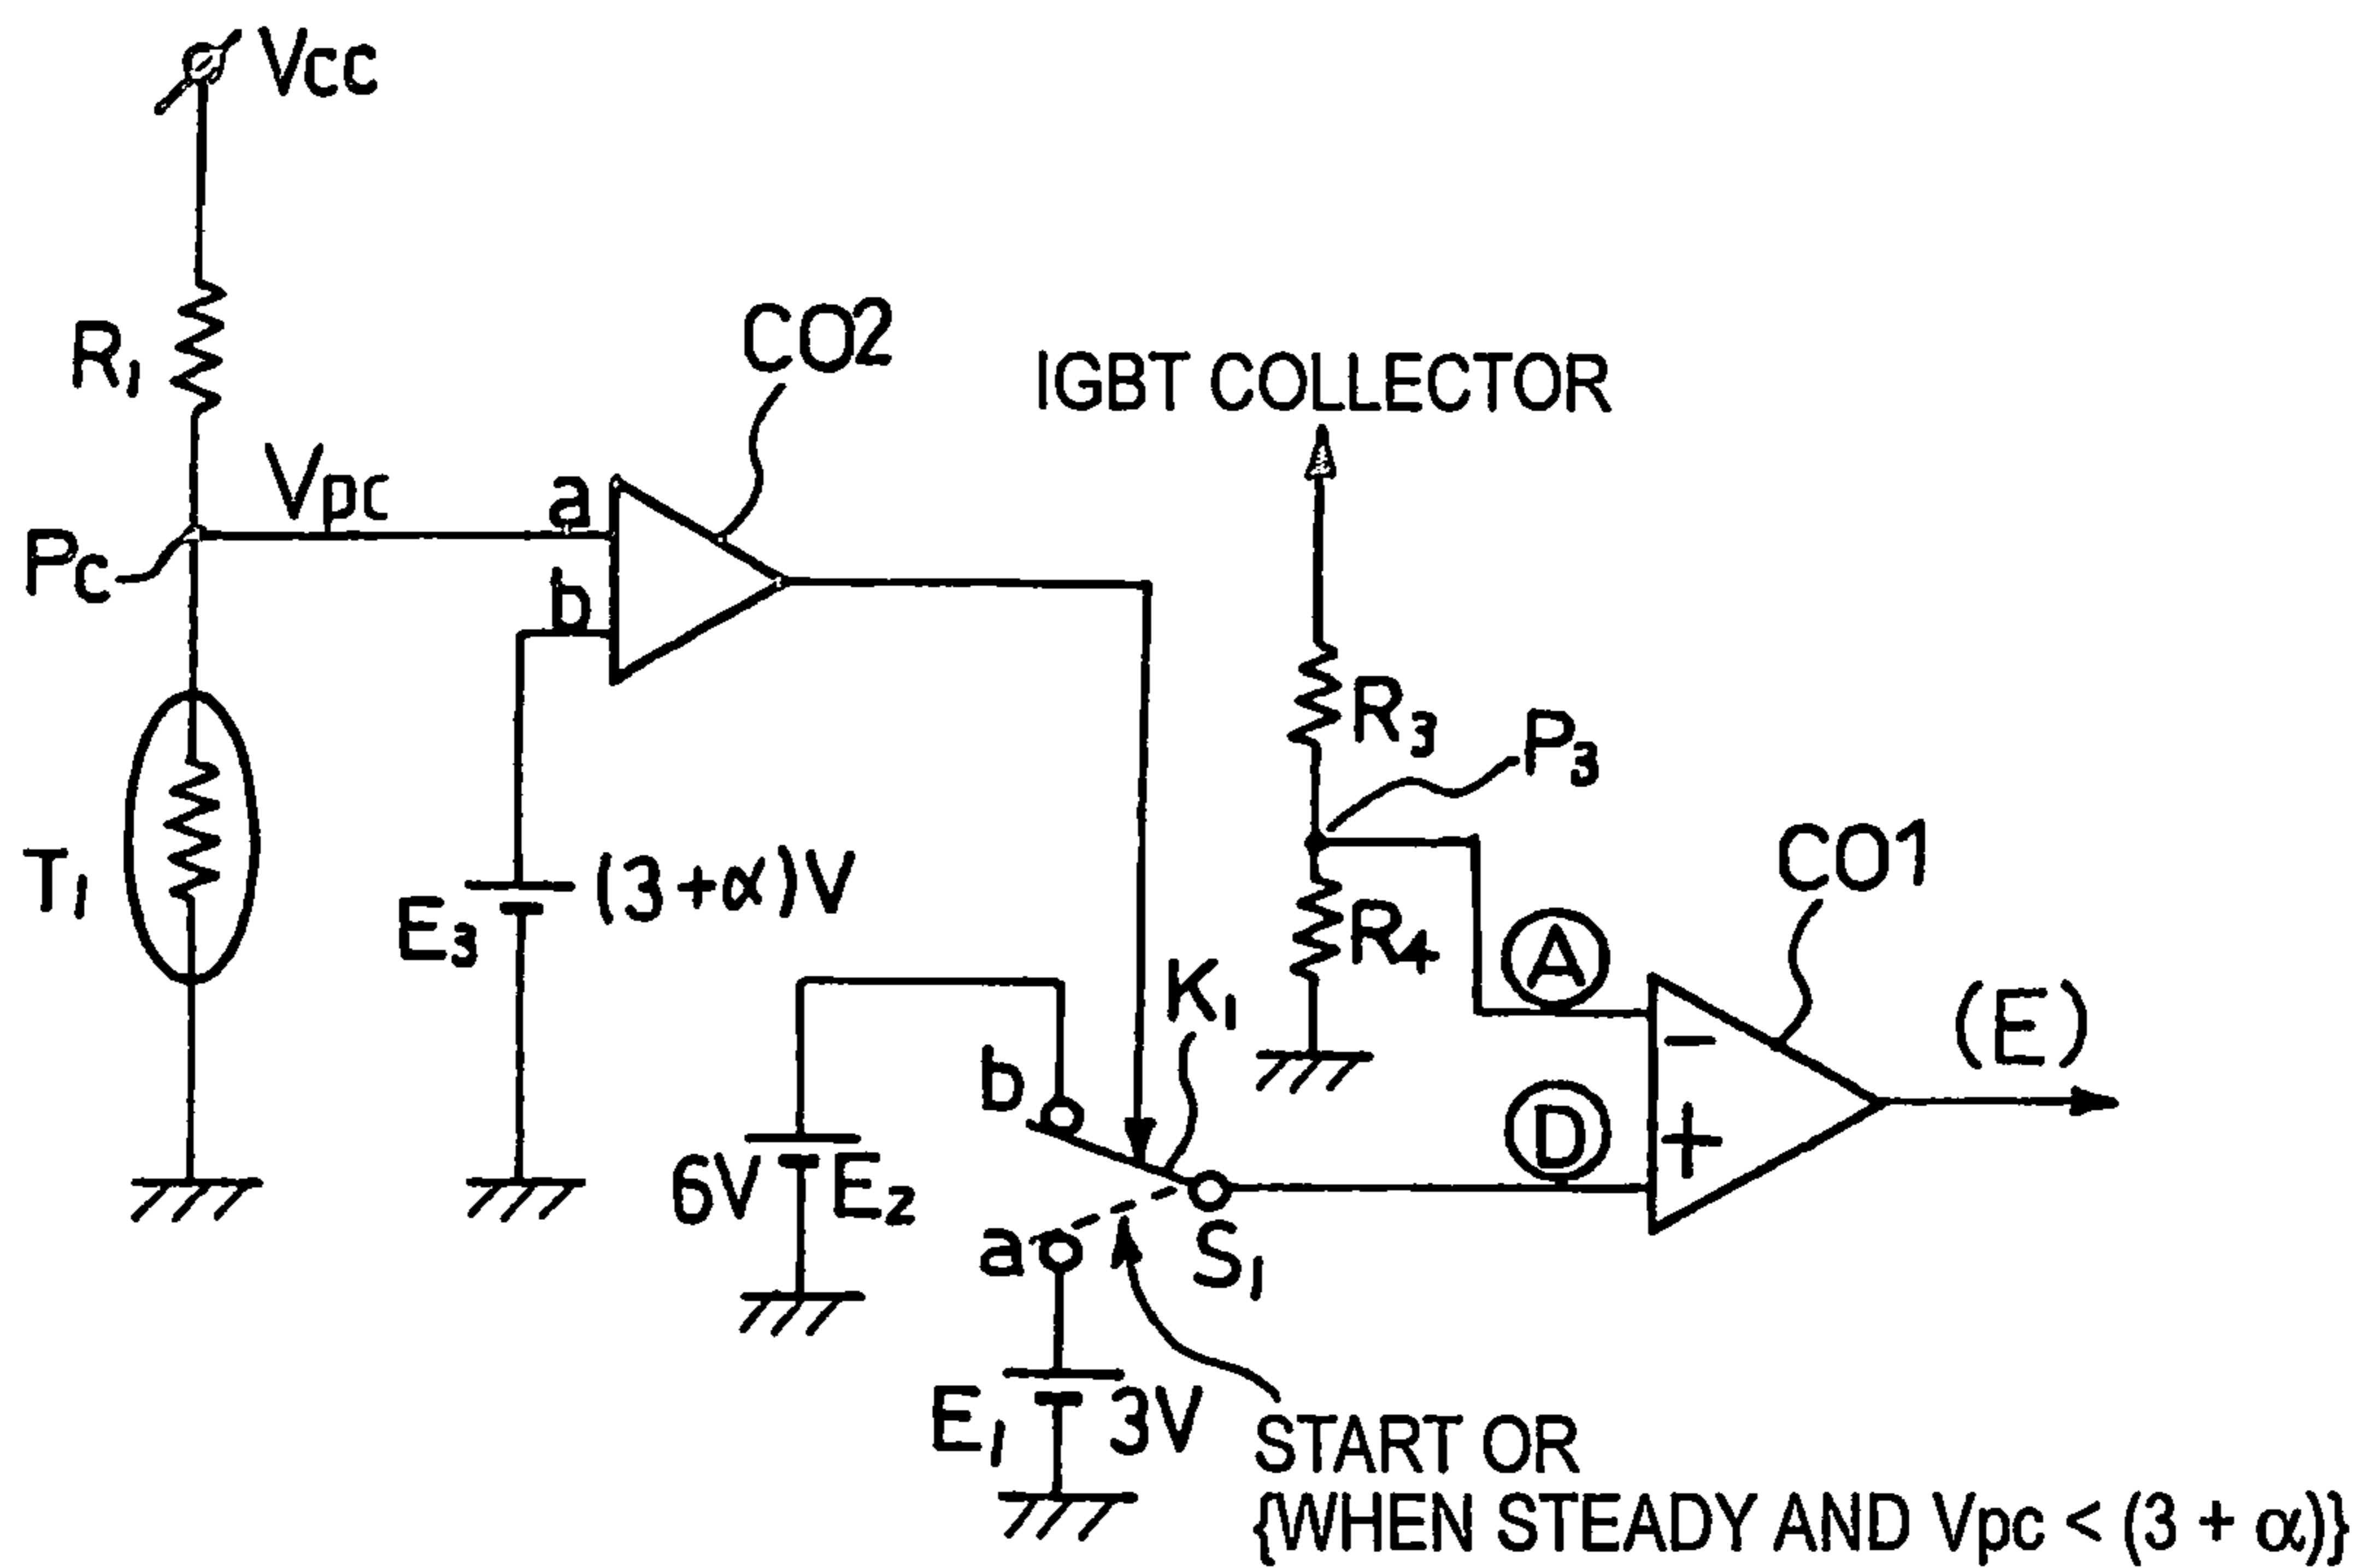 Vcc
R1
CO2
IGBT COLLECTOR
Vpc
a
Pc
b
R3
P3
T1
E3
(3+α)V
CO1
R4
A
K1
(E)
b
−
D
+
6V
E2
a
S1
E1
3V
START OR
{WHEN STEADY AND Vpc < (3 + α)}